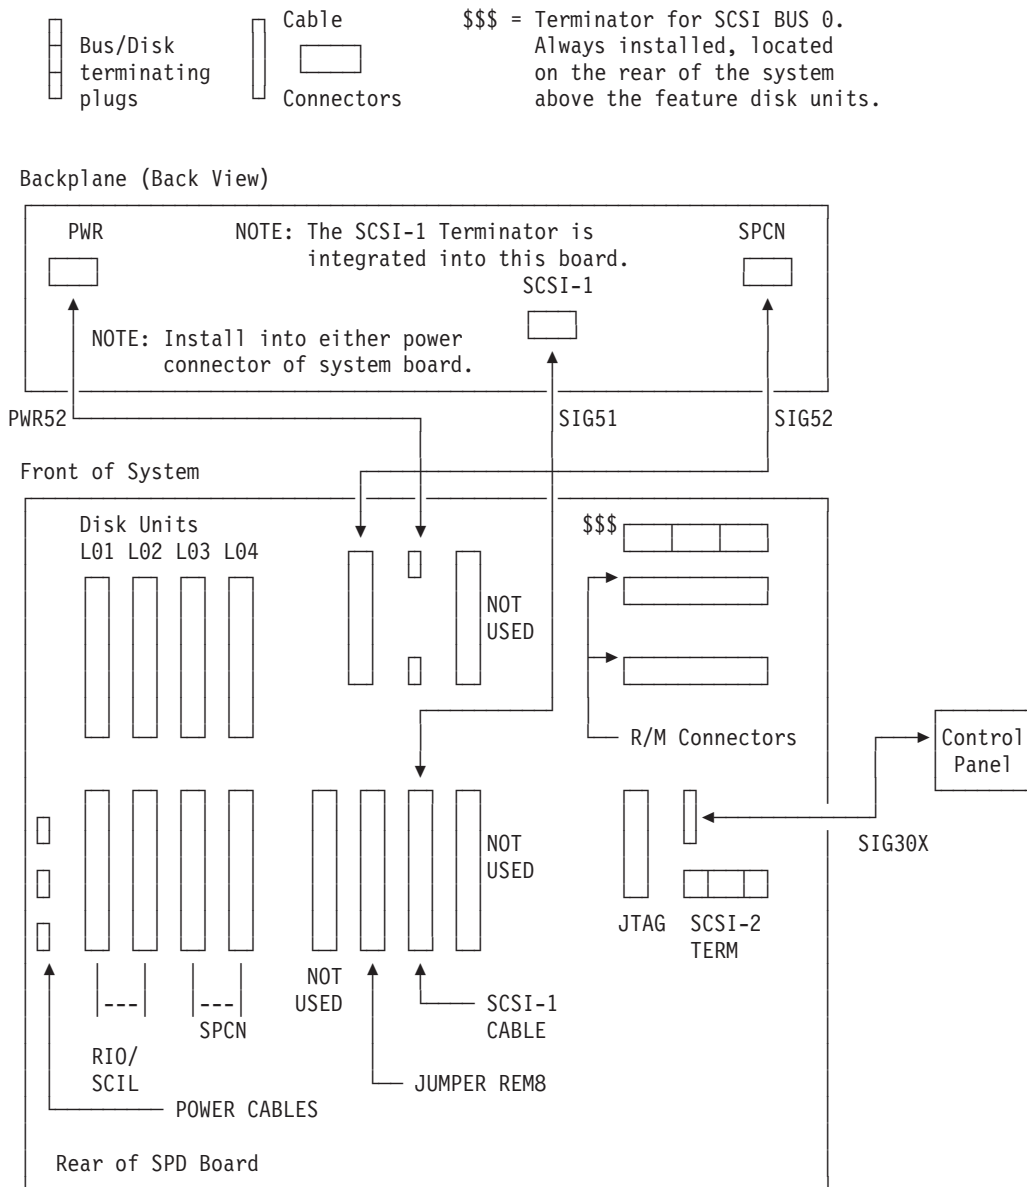 Bus/Disk
terminating
plugs
Cable
Connectors
$$$ = Terminator for SCSI BUS 0.
Always installed, located
on the rear of the system
above the feature disk units.
Backplane (Back View)
PWR
NOTE: The SCSI-1 Terminator is
integrated into this board.
SPCN
SCSI-1
NOTE: Install into either power
connector of system board.
PWR52
SIG51
SIG52
Front of System
Disk Units
L01 L02 L03 L04
$$$
NOT
USED
R/M Connectors
Control
Panel
NOT
USED
SIG30X
JTAG
SCSI-2
TERM
NOT
USED
SCSI-1
CABLE
|---|
|---|
SPCN
RIO/
SCIL
JUMPER REM8
POWER CABLES
Rear of SPD Board